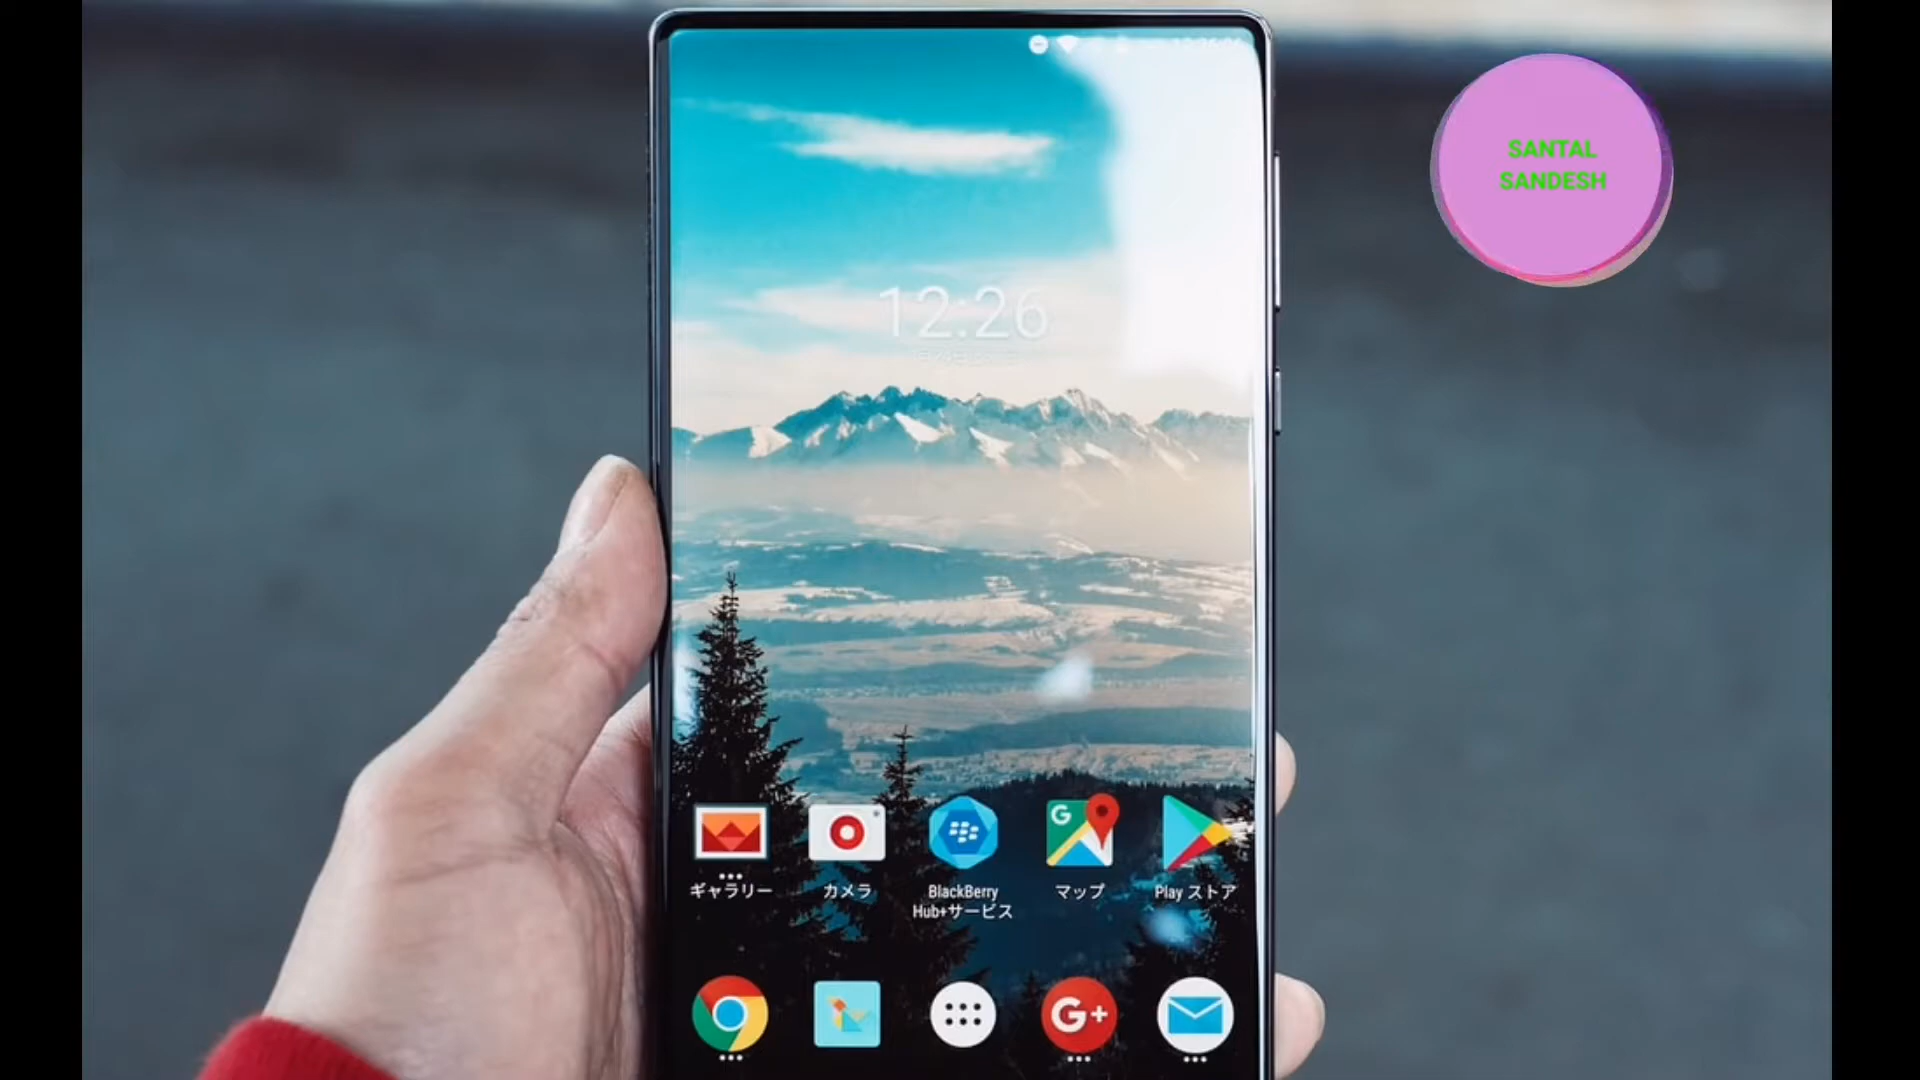 SANTAL
SANDESH
12:26
ギャラリー
カメラ
BlackBerry
Hub+サービス
マップ
Play ストア
G
G+